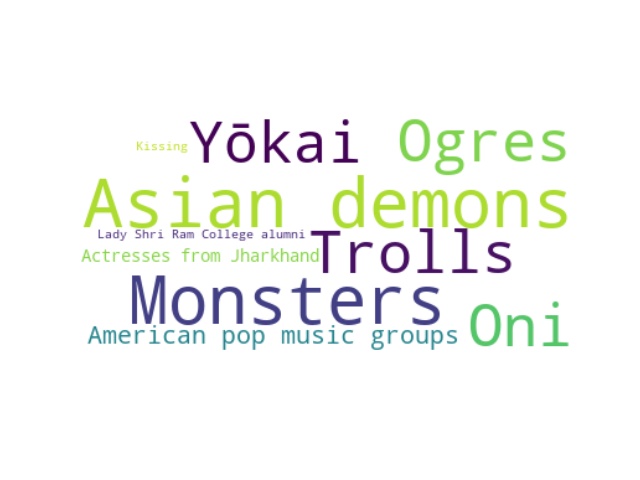 Kissing
Yōkai
Ogres
Asian demons
Lady Shri Ram College alumni
Trolls
Actresses from Jharkhand
Monsters
Oni
American pop music groups